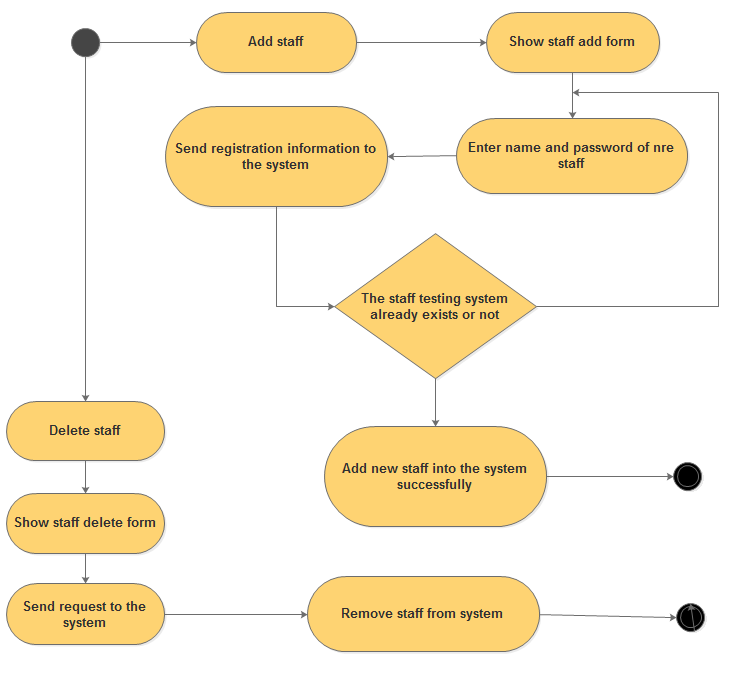 Add staff
Show staff add form
Send registration information to
the system
Enter name and password of nre
staff
The staff testing system
already exists or not
Delete staff
Add new staff into the system
successfully
Show staff delete form
Send request to the
system
Remove staff from system